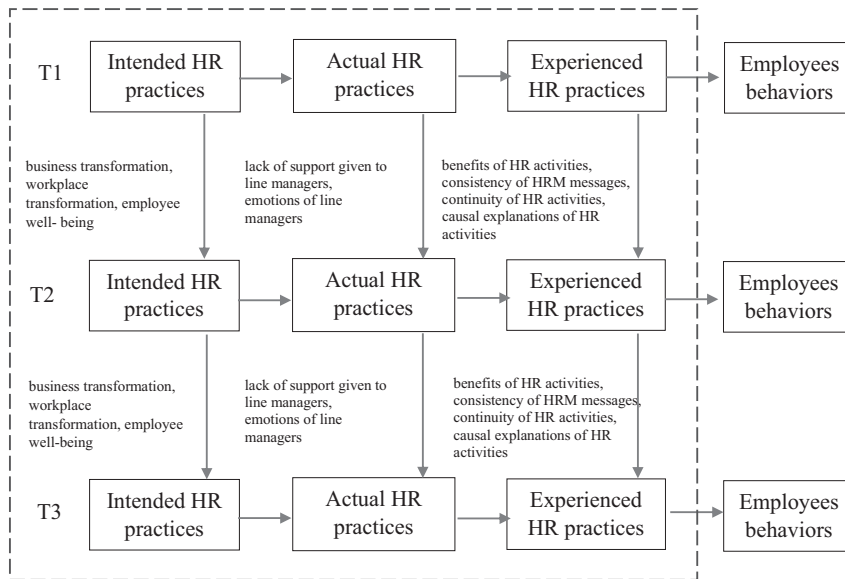 T1
Intended HR
practices
Actual HR
practices
Experienced
HR practices
Employees
behaviors
business transformation,
workplace
transformation, employee
well- being
lack of support given to
line managers,
emotions of line
managers
benefits of HR activities,
consistency of HRM messages,
continuity of HR activities,
causal explanations of HR
activities
T2
Intended HR
practices
Actual HR
practices
Experienced
HR practices
Employees
behaviors
business transformation,
workplace
transformation, employee
well-being
lack of support given to
line managers,
emotions of line
managers
benefits of HR activities,
consistency of HRM messages,
continuity of HR activities,
causal explanations of HR
activities
T3
Intended HR
practices
Actual HR
practices
Experienced
HR practices
Employees
behaviors